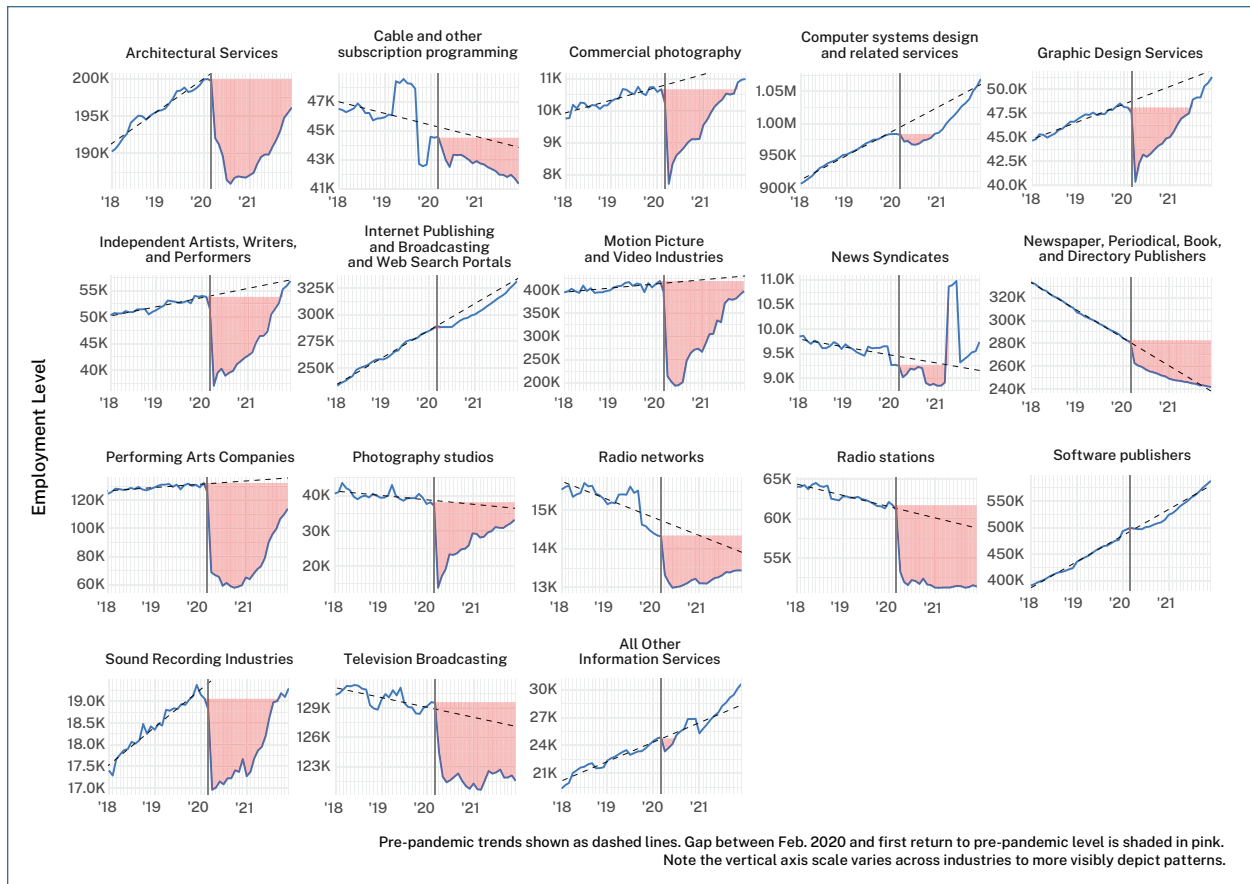 Employment Level
Architectural Services
200K
195K
190K
'18
'19
'20
'21
Cable and other
subscription programming
47K
45K
43K
41K
'18
'19
'20
'21
Commercial photography
11K
10K
9K
8K
'18
'19
'20
'21
Computer systems design
and related services
1.05M
1.00M
950K
900K
'18
'19
'20
'21
Graphic Design Services
50.0K
47.5K
45.0K
42.5K
40.0K
'18
'19
'20
'21
Independent Artists, Writers,
and Performers
55K
50K
45K
40K
'18
'19
'20
'21
Internet Publishing
and Broadcasting
and Web Search Portals
325K
300K
275K
250K
'18
'19
'20
'21
Motion Picture
and Video Industries
400K
350K
300K
250K
200K
'18
'19
'20
'21
News Syndicates
11.0K
10.5K
10.0K
9.5K
9.0K
'18
'19
'20
'21
Newspaper, Periodical, Book,
and Directory Publishers
320K
300K
280K
260K
240K
'18
'19
'20
'21
Performing Arts Companies
120K
100K
80K
60K
'18
'19
'20
'21
Photography studios
40K
30K
20K
'18
'19
'20
'21
Radio networks
15K
14K
13K
'18
'19
'20
'21
Radio stations
65K
60K
55K
'18
'19
'20
'21
Software publishers
550K
500K
450K
400K
'18
'19
'20
'21
Sound Recording Industries
19.0K
18.5K
18.0K
17.5K
17.0K
'18
'19
'20
'21
Television Broadcasting
129K
126K
123K
'18
'19
'20
'21
All Other
Information Services
30K
27K
24K
21K
'18
'19
'20
'21
Pre-pandemic trends shown as dashed lines. Gap between Feb. 2020 and first return to pre-pandemic level is shaded in pink.
Note the vertical axis scale varies across industries to more visibly depict patterns.